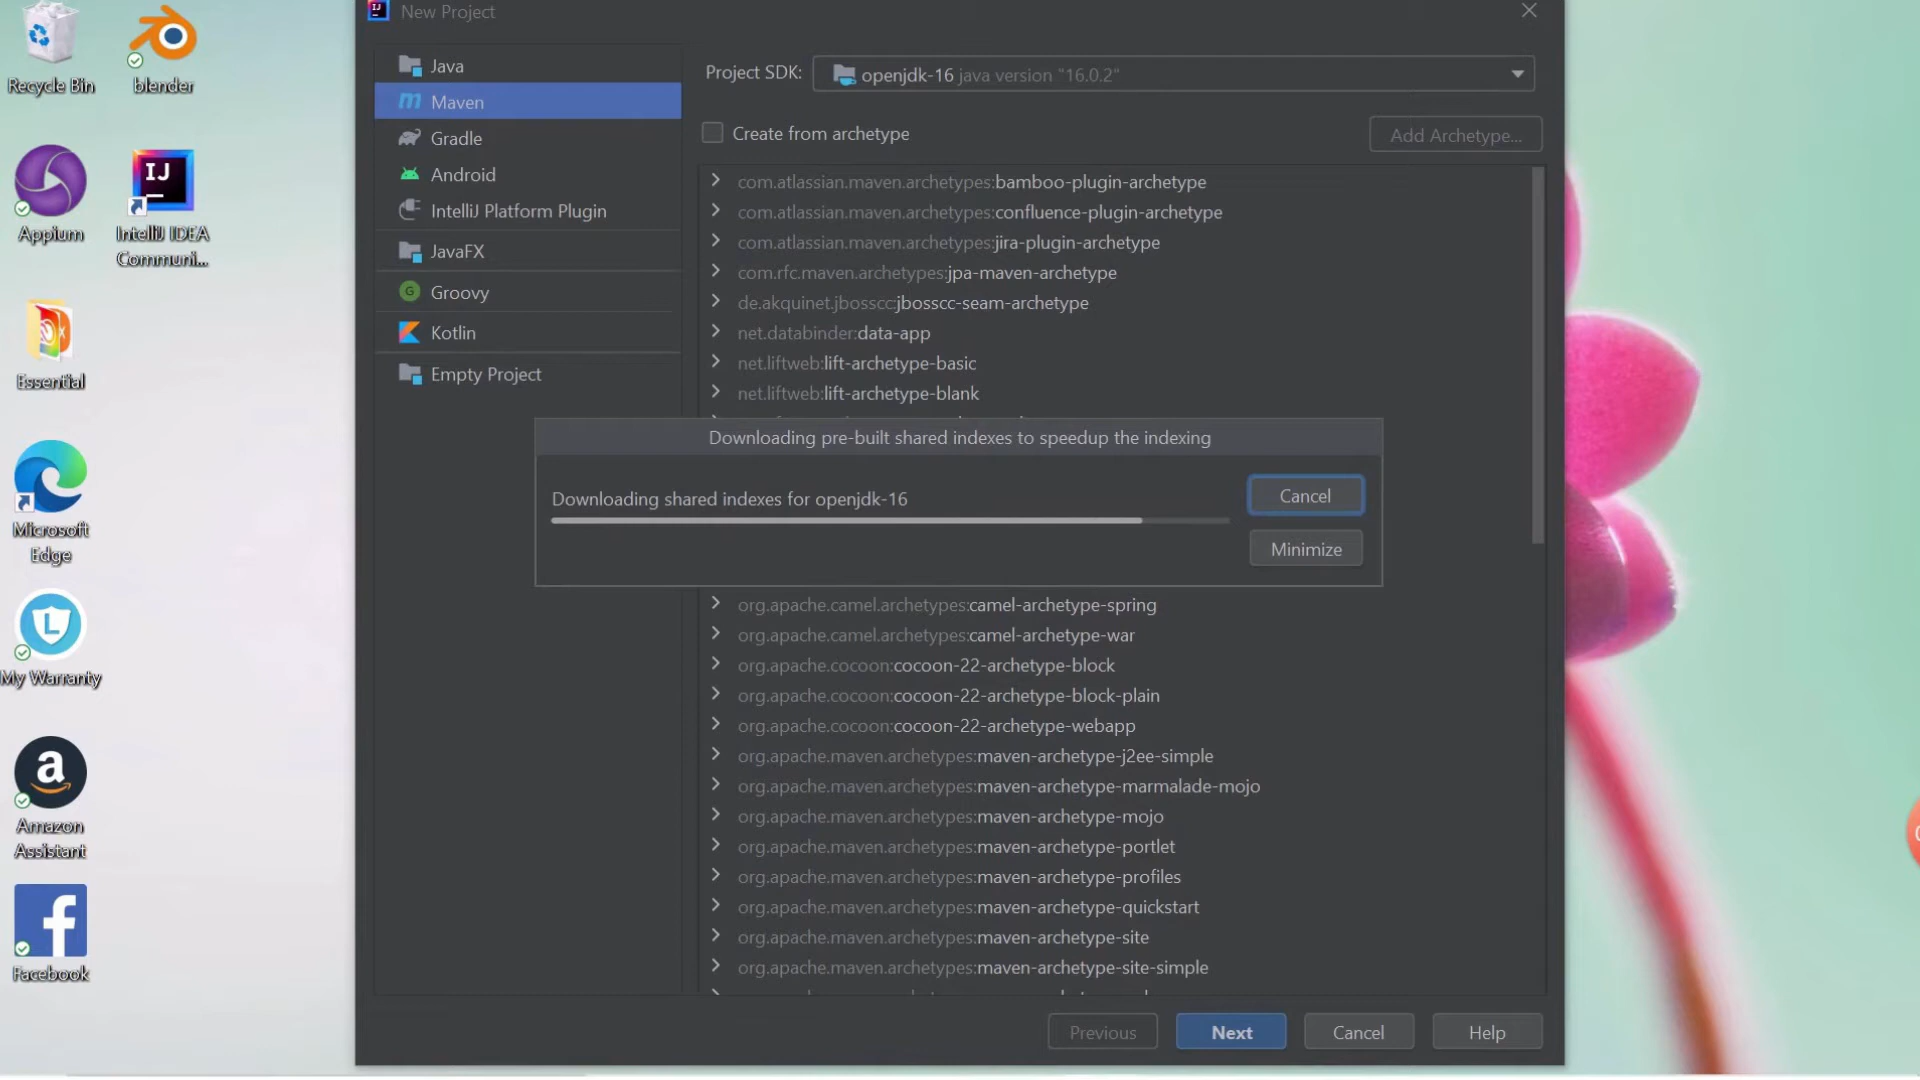 New Project
Recycle Bin
blender
Appium
IntelliJ IDEA
Communi...
Essential
Microsoft
Edge
My Warranty
Amazon
Assistant
Facebook
Java
Maven
Gradle
Android
IntelliJ Platform Plugin
JavaFX
Groovy
Kotlin
Empty Project
Project SDK: openjdk-16 java version "16.0.2"
Create from archetype
Add Archetype...
com.atlassian.maven.archetypes:bamboo-plugin-archetype
com.atlassian.maven.archetypes:confluence-plugin-archetype
com.atlassian.maven.archetypes:jira-plugin-archetype
com.rfc.maven.archetypes:jpa-maven-archetype
de.akquinet.jbosscc:jbosscc-seam-archetype
net.databinder:data-app
net.liftweb:lift-archetype-basic
net.liftweb:lift-archetype-blank
Downloading pre-built shared indexes to speedup the indexing
Downloading shared indexes for openjdk-16
Cancel
Minimize
org.apache.camel.archetypes:camel-archetype-spring
org.apache.camel.archetypes:camel-archetype-war
org.apache.cocoon:cocoon-22-archetype-block
org.apache.cocoon:cocoon-22-archetype-block-plain
org.apache.cocoon:cocoon-22-archetype-webapp
org.apache.maven.archetypes:maven-archetype-j2ee-simple
org.apache.maven.archetypes:maven-archetype-marmalade-mojo
org.apache.maven.archetypes:maven-archetype-mojo
org.apache.maven.archetypes:maven-archetype-portlet
org.apache.maven.archetypes:maven-archetype-profiles
org.apache.maven.archetypes:maven-archetype-quickstart
org.apache.maven.archetypes:maven-archetype-site
org.apache.maven.archetypes:maven-archetype-site-simple
Previous
Next
Cancel
Help